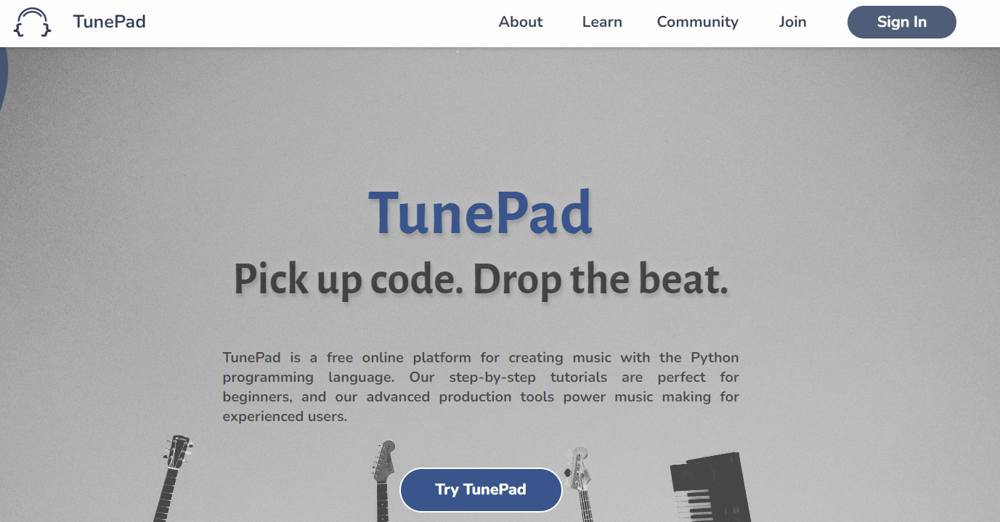 TunePad
About
Learn
Community
Join
Sign In
TunePad
Pick up code. Drop the beat.
TunePad is a free online platform for creating music with the Python
programming language. Our step-by-step tutorials are perfect for
beginners, and our advanced production tools power music making for
experienced users.
Try TunePad